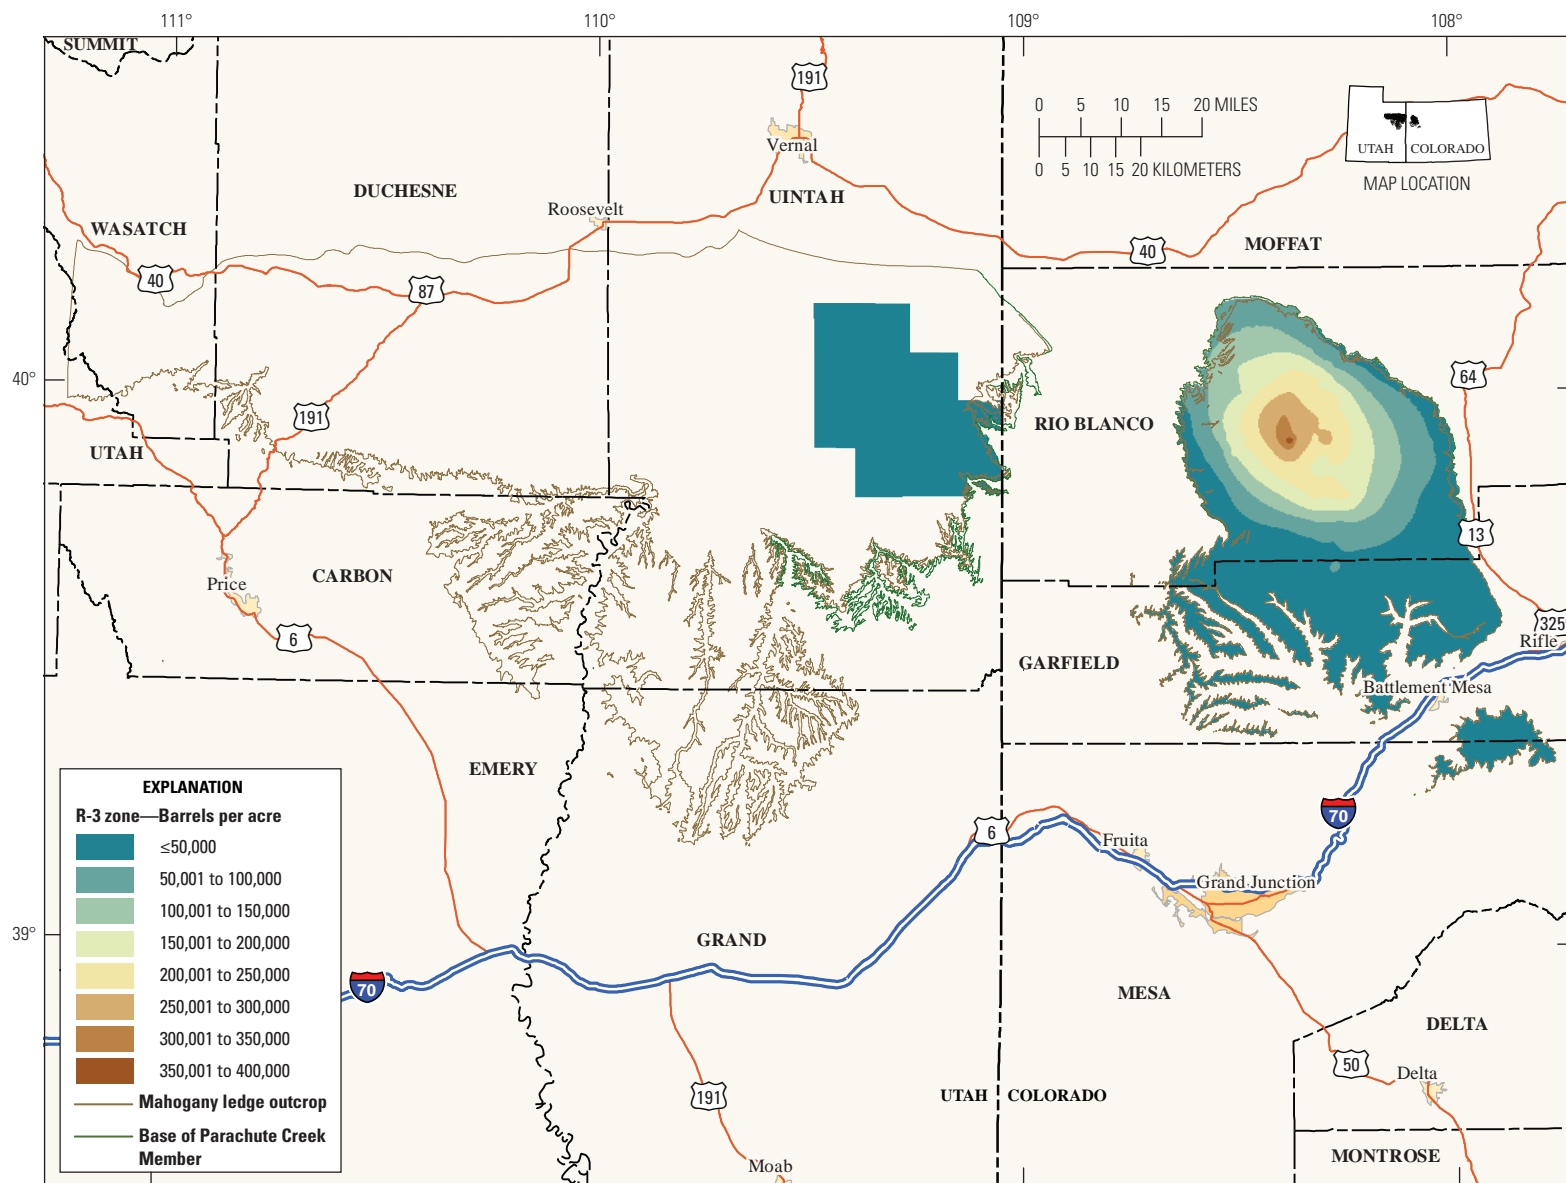 111°
110°
109°
108°
SUMMIT
191
0 5 10 15 20 MILES
0 5 10 15 20 KILOMETERS
Vernal
UTAH
COLORADO
MAP LOCATION
DUCHESNE
UINTAH
Roosevelt
WASATCH
MOFFAT
40
40
87
40°
64
191
RIO BLANCO
UTAH
13
Price
CARBON
6
325
Rifle
GARFIELD
Battlement Mesa
EMERY
EXPLANATION
R-3 zone—Barrels per acre
≤50,000
50,001 to 100,000
100,001 to 150,000
150,001 to 200,000
200,001 to 250,000
250,001 to 300,000
300,001 to 350,000
350,001 to 400,000
Mahogany ledge outcrop
Base of Parachute Creek
Member
70
6
Fruita
Grand Junction
39°
GRAND
70
MESA
DELTA
50
Delta
191
UTAH
COLORADO
MONTROSE
Moab